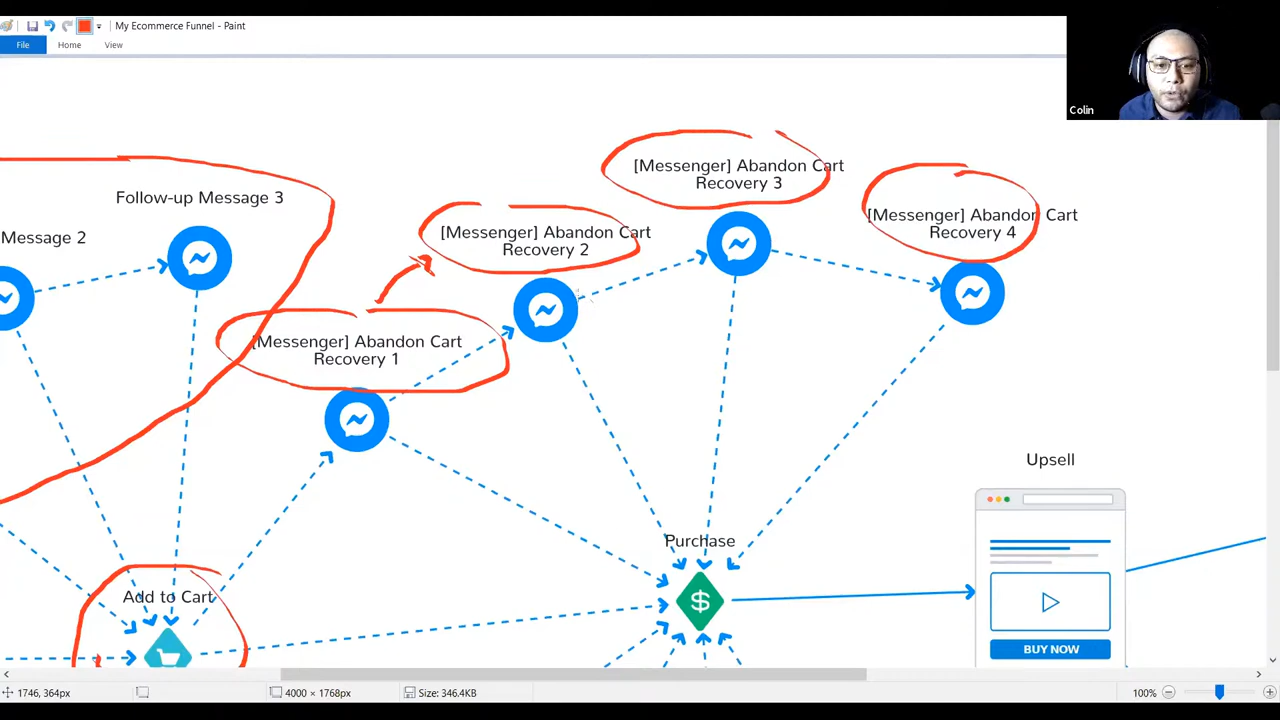 My Ecommerce Funnel - Paint
File
Home
View
Colin
[Messenger] Abandon Cart
Recovery 3
Follow-up Message 3
[Messenger] Abandon Cart
Recovery 4
Message 2
[Messenger] Abandon Cart
Recovery 2
[Messenger] Abandon Cart
Recovery 1
Upsell
Purchase
$
Add to Cart
BUY NOW
1746, 364px
4000 × 1768px
Size: 346.4KB
100%